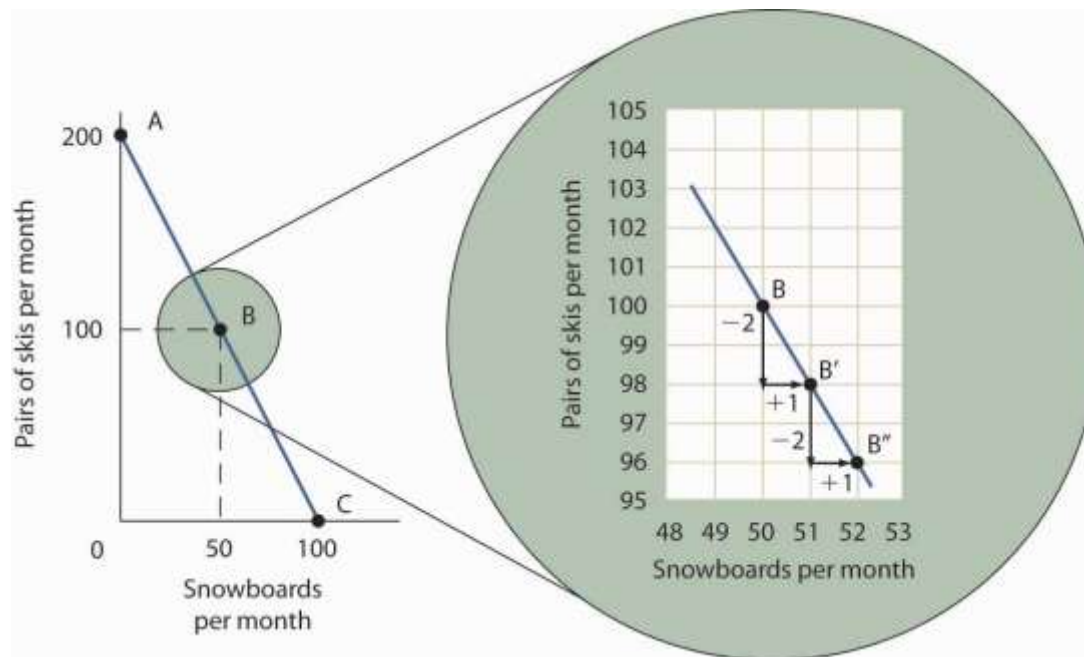 A
200
Pairs of skis per month
B
100
C
0
50
100
Snowboards
per month
105
104
103
102
101
100
99
98
97
96
95
Pairs of skis per month
B
−2
B′
+1
−2
B″
+1
48 49 50 51 52 53
Snowboards per month